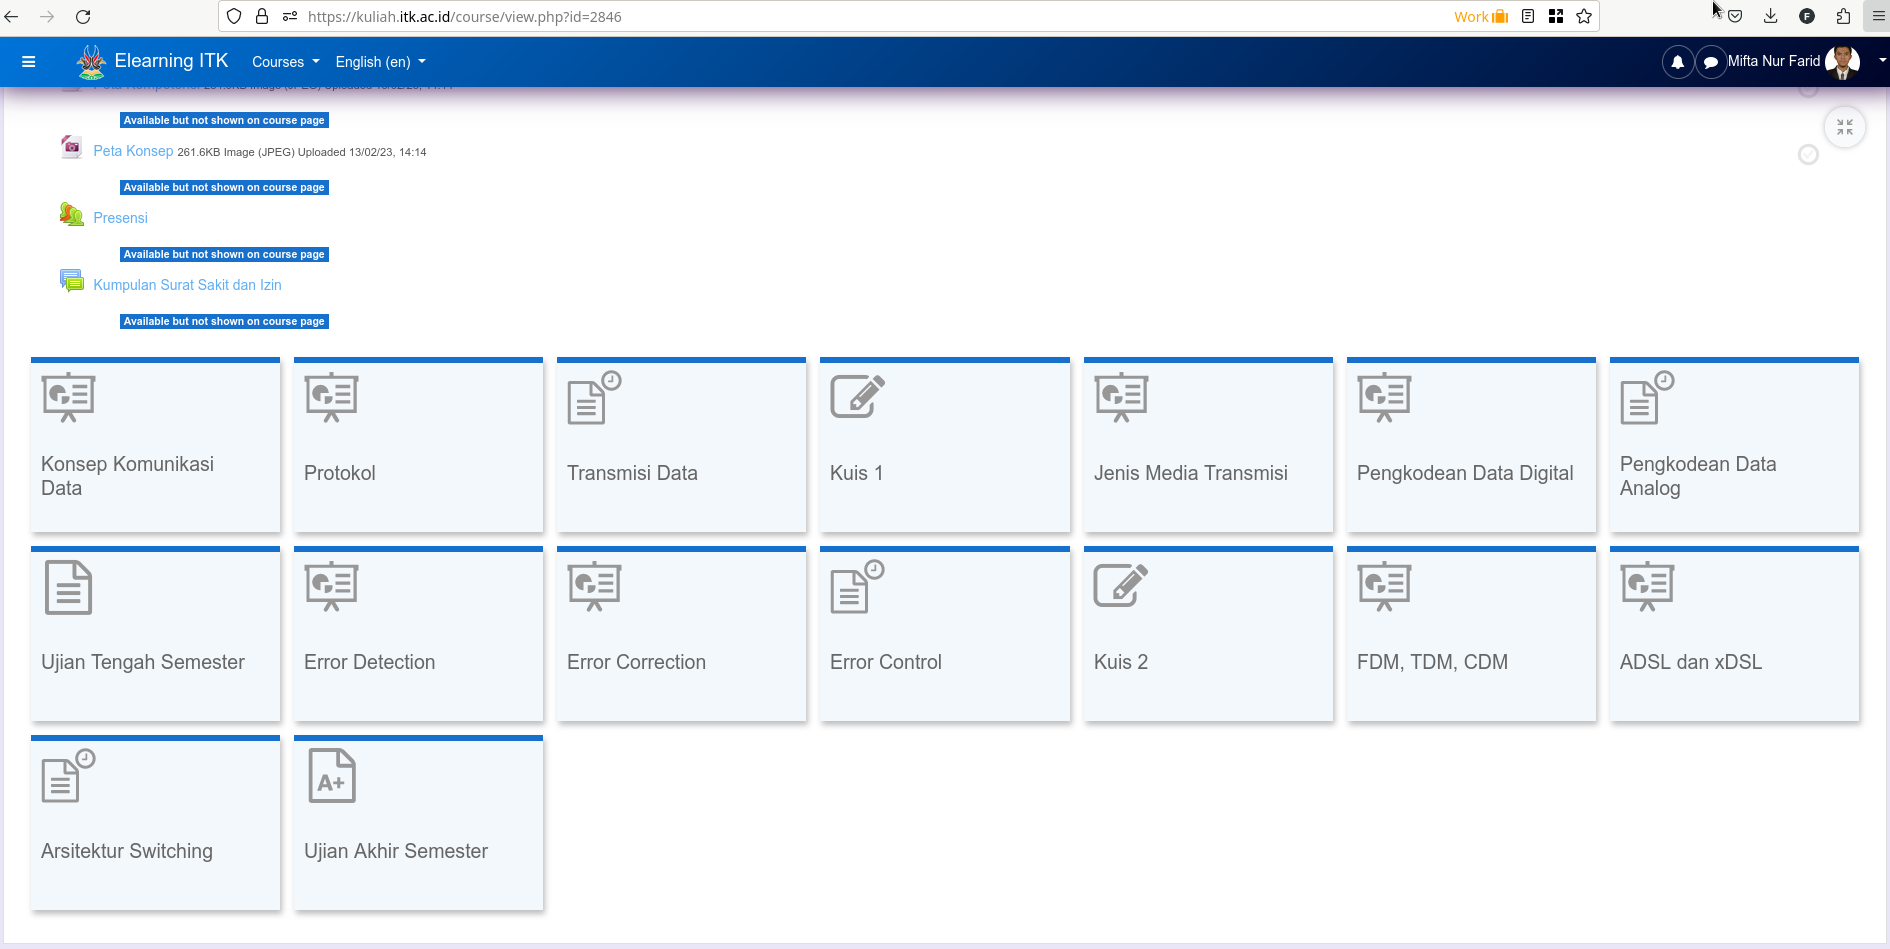 https://kuliah.itk.ac.id/course/view.php?id=2846
Work
F
Elearning ITK
Courses
English (en)
Mifta Nur Farid
Available but not shown on course page
Peta Konsep 261.6KB Image (JPEG) Uploaded 13/02/23, 14:14
Available but not shown on course page
Presensi
Available but not shown on course page
Kumpulan Surat Sakit dan Izin
Available but not shown on course page
Konsep Komunikasi
Data
Protokol
Transmisi Data
Kuis 1
Jenis Media Transmisi
Pengkodean Data Digital
Pengkodean Data
Analog
Ujian Tengah Semester
Error Detection
Error Correction
Error Control
Kuis 2
FDM, TDM, CDM
ADSL dan xDSL
Arsitektur Switching
A+
Ujian Akhir Semester